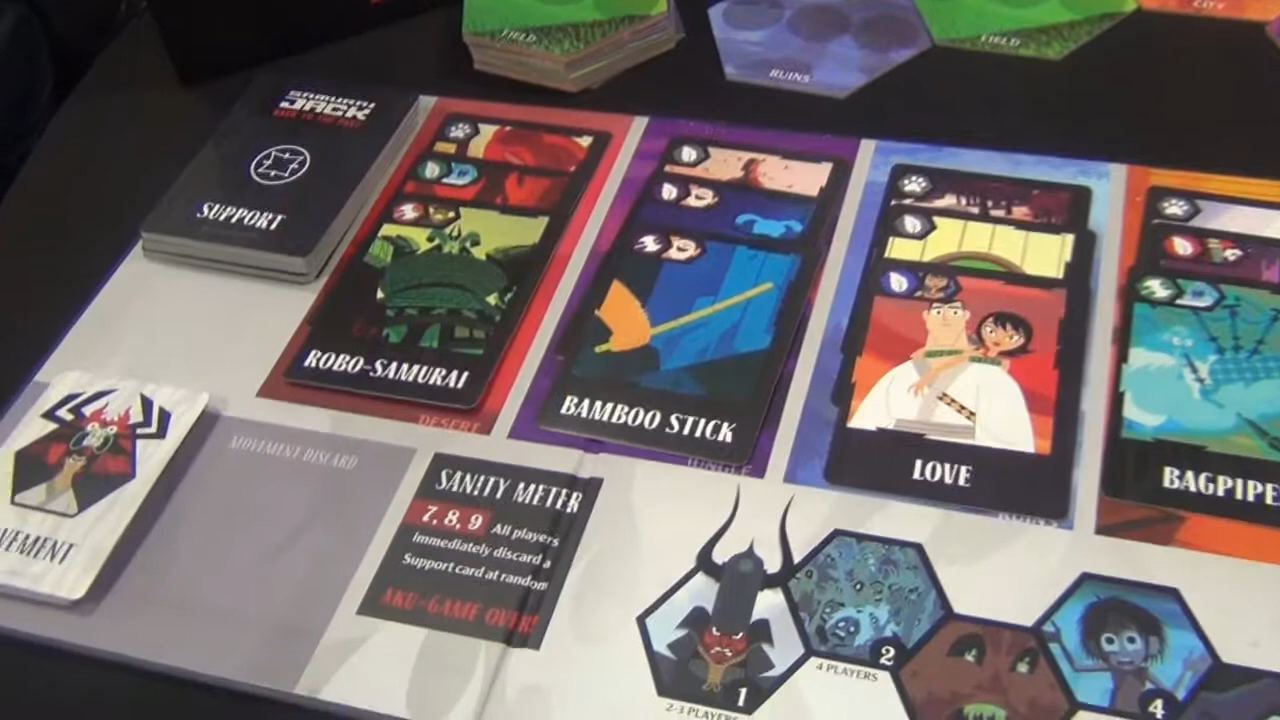 FIELD
RUINS
FIELD
CITY
SAMURAI
JACK
BACK TO THE PAST
SUPPORT
ROBO-SAMURAI
DESERT
BAMBOO STICK
JUNGLE
LOVE
RUINS
BAGPIPE
VEMENT
MOVEMENT DISCARD
SANITY METER
7, 8, 9 All players
immediately discard a
Support card at random
AKU-GAME OVER!
1
2-3 PLAYERS
2
4 PLAYERS
4